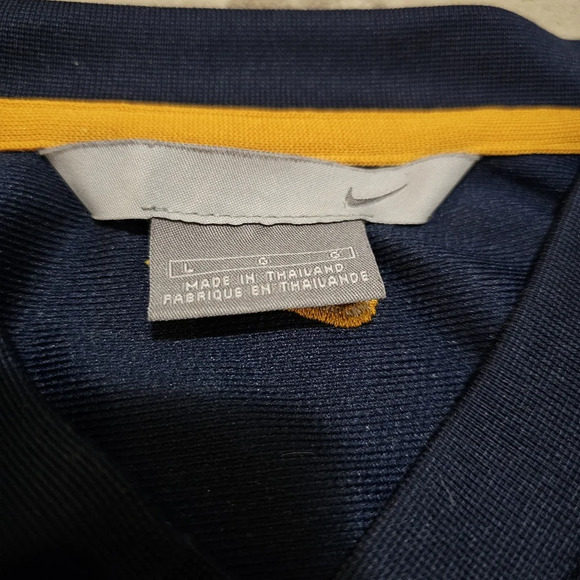 L G G
MADE IN THAILAND
FABRIQUE EN THAILANDE